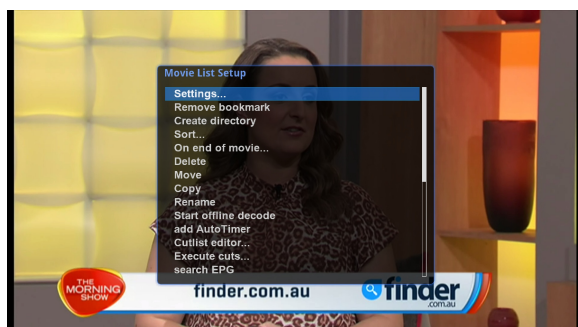 Movie List Setup
Settings...
Remove bookmark
Create directory
Sort...
On end of movie...
Delete
Move
Copy
Rename
Start offline decode
add AutoTimer
Cutlist editor...
Execute cuts...
search EPG
THE
MORNING
SHOW
finder.com.au
finder
.com.au